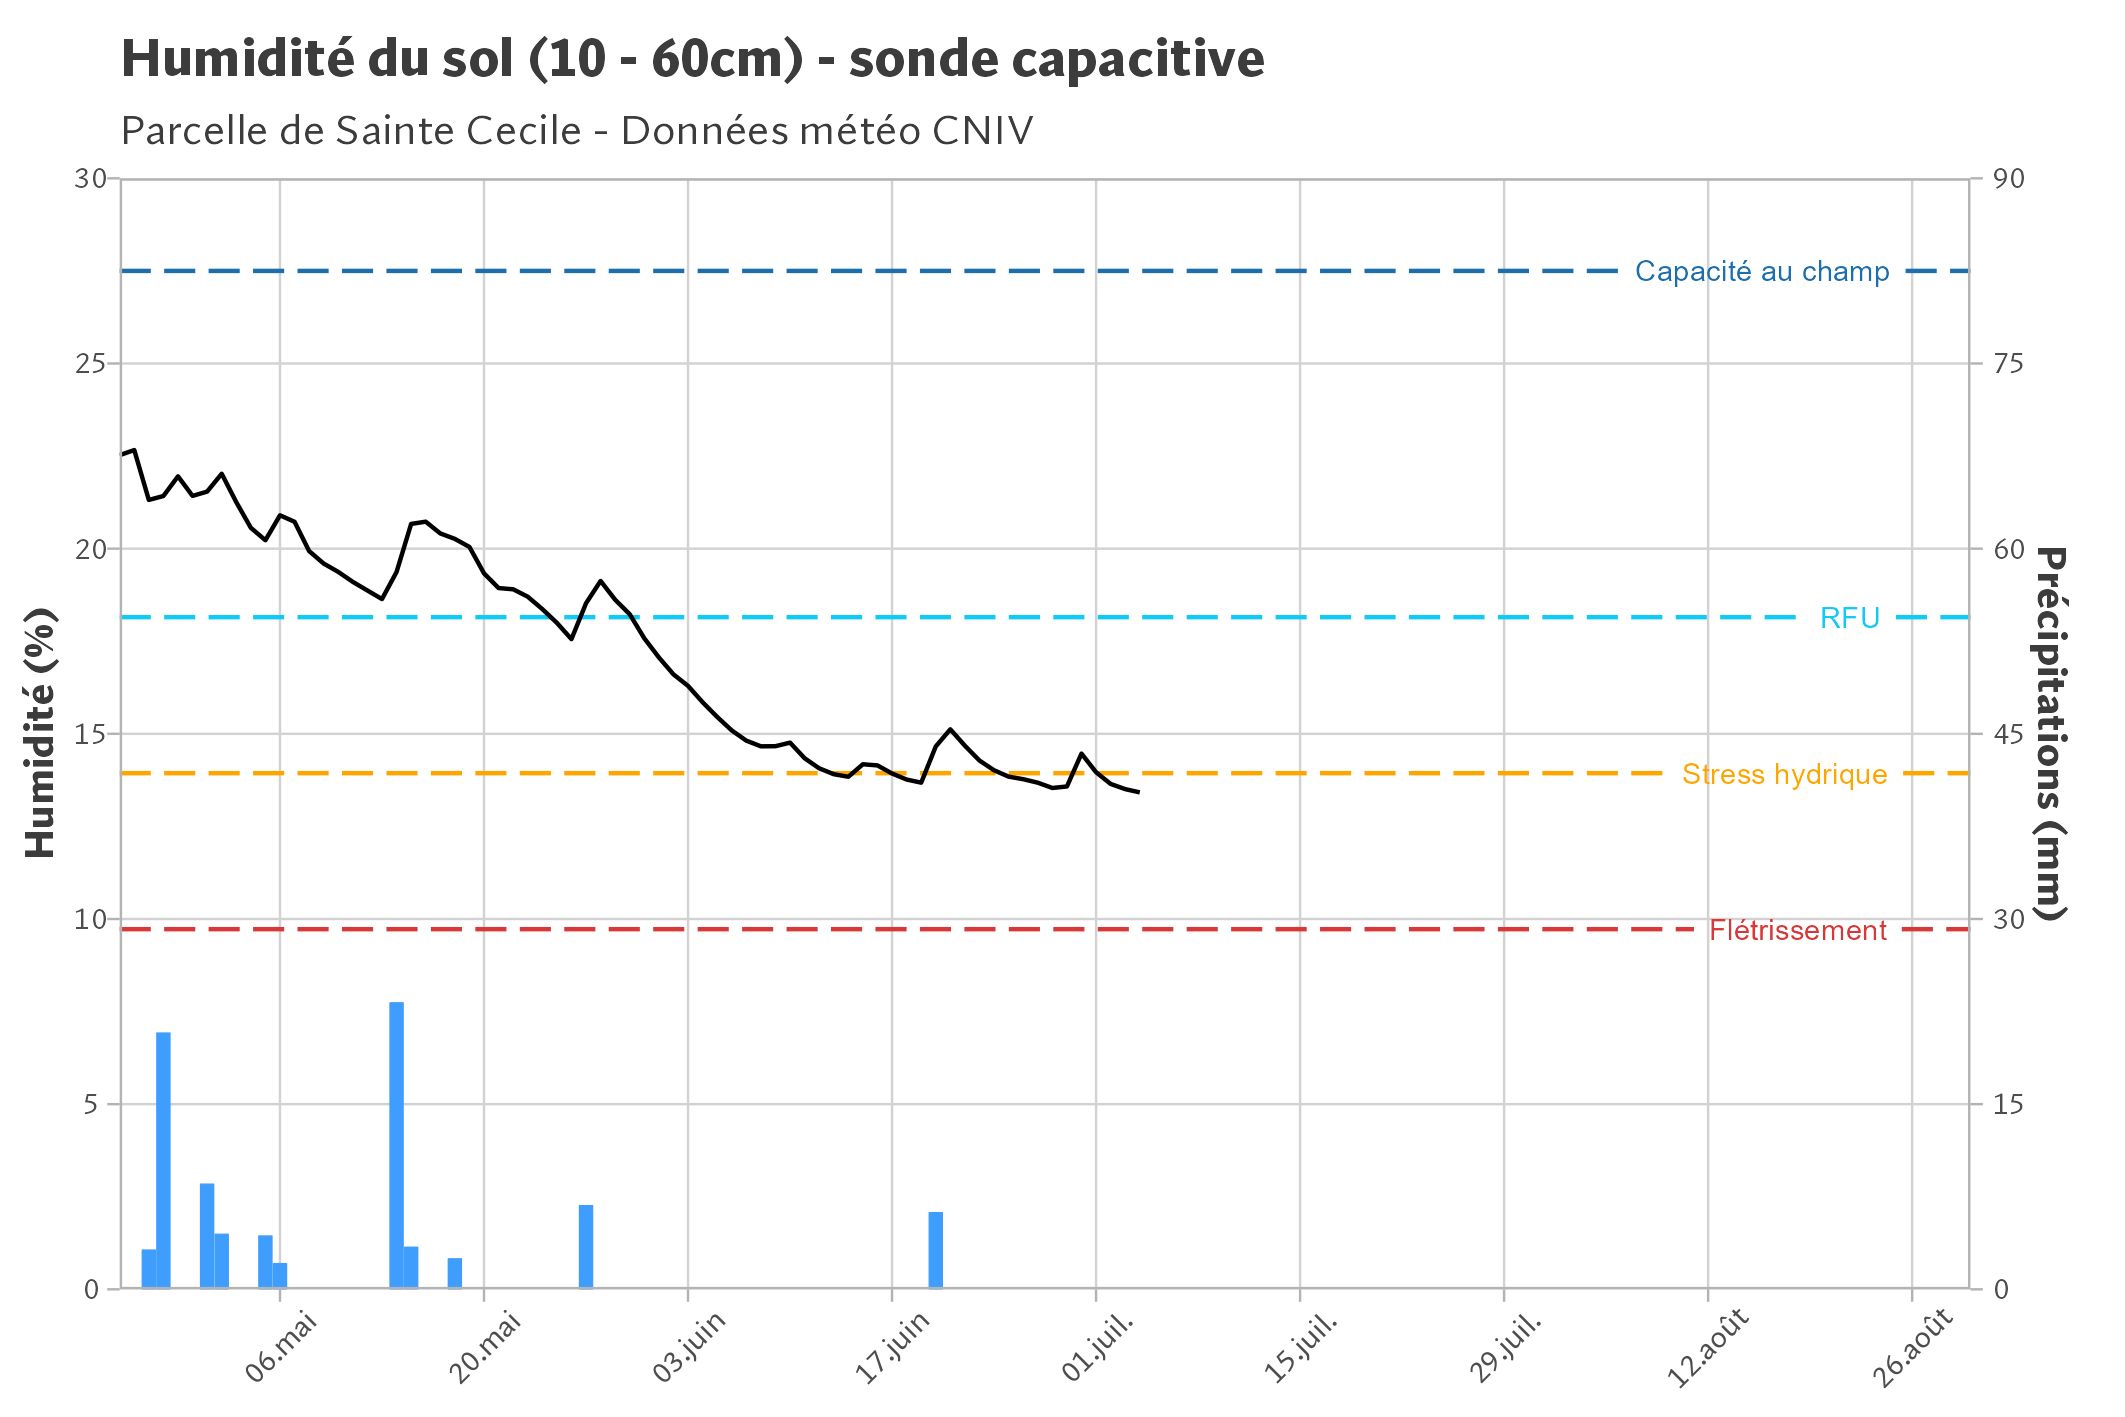 Humidité du sol (10 - 60cm) - sonde capacitive
Parcelle de Sainte Cecile - Données météo CNIV
30
90
Capacité au champ
25
75
20
60
RFU
15
45
Stress hydrique
10
30
Flétrissement
5
15
0
0
Humidité (%)
Précipitations (mm)
06.mai
20.mai
03.juin
17.juin
01.juil.
15.juil.
29.juil.
12.août
26.août